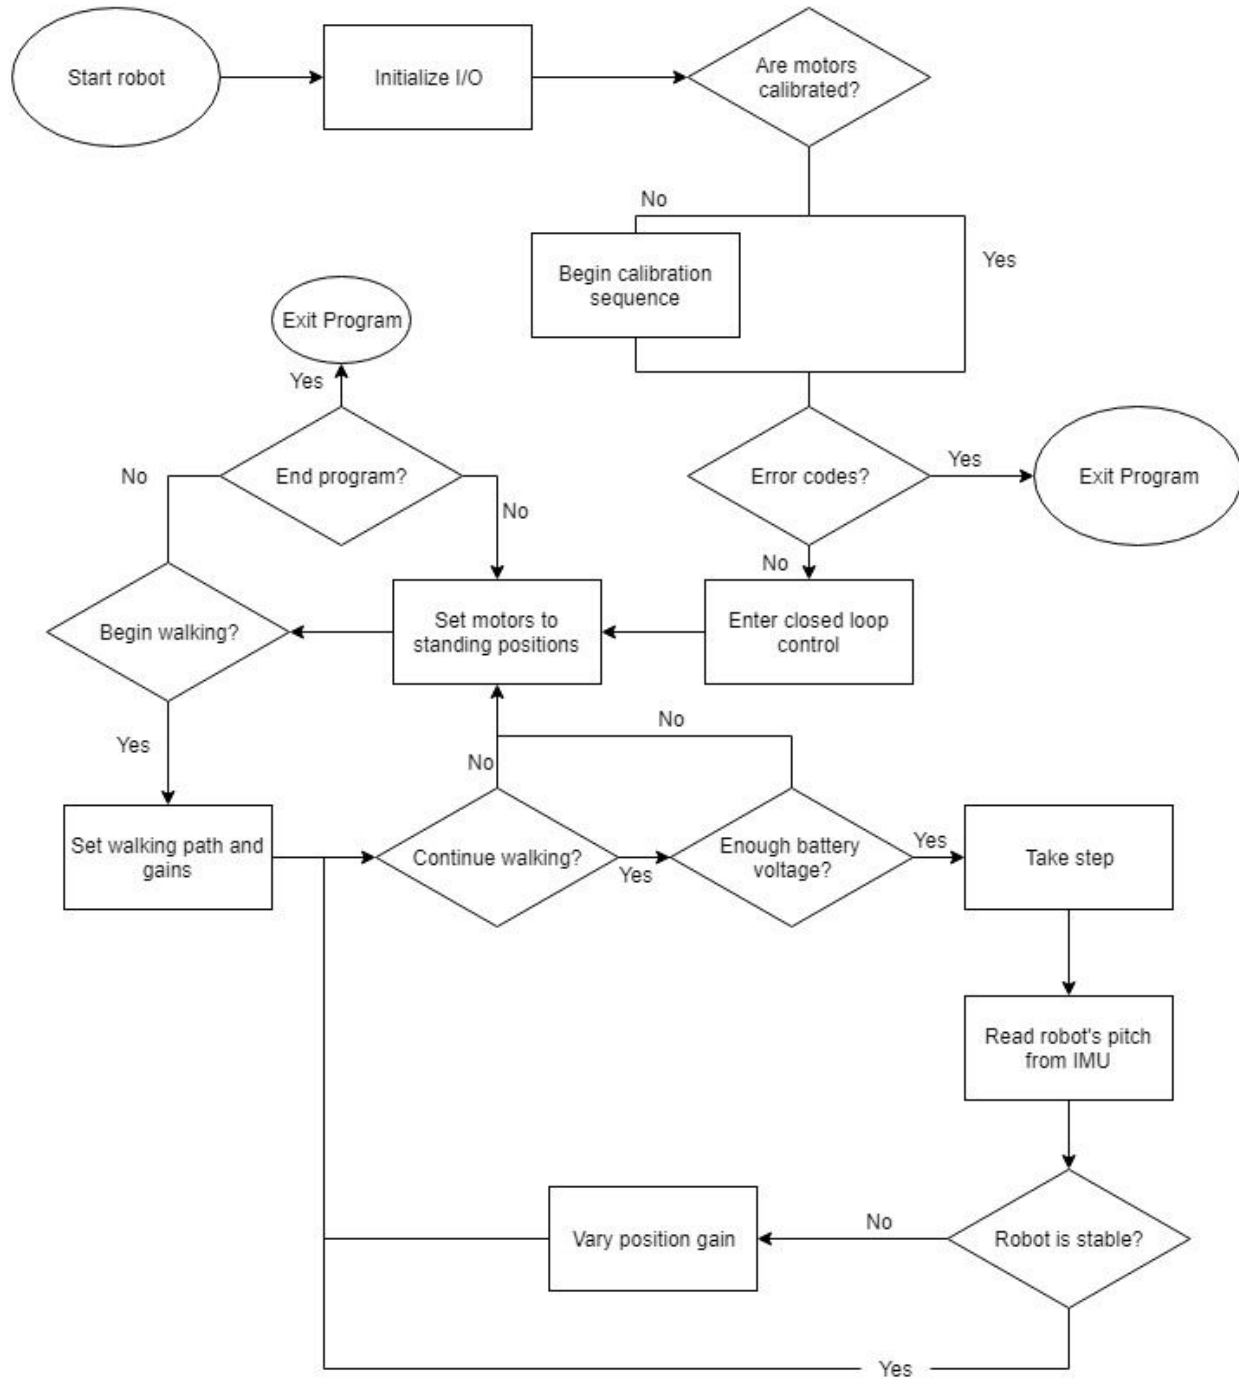 Start robot
Initialize I/O
Are motors
calibrated?
No
Yes
Begin calibration
sequence
Exit Program
Yes
End program?
No
No
Error codes?
Yes
Exit Program
No
Begin walking?
Set motors to
standing positions
Enter closed loop
control
Yes
No
No
Set walking path and
gains
Continue walking?
Yes
Enough battery
voltage?
Yes
Take step
Read robot's pitch
from IMU
Vary position gain
No
Robot is stable?
Yes